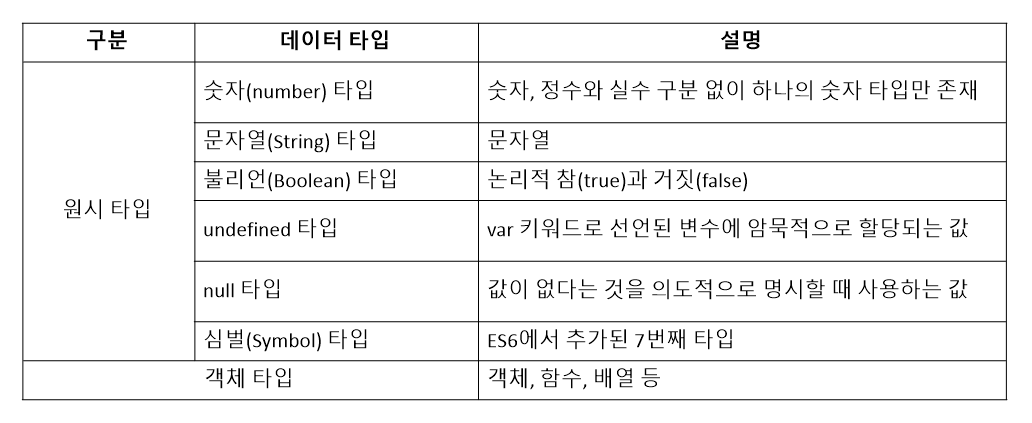 구분 데이터 타입 설명
원시 타입
숫자(number) 타입 숫자, 정수와 실수 구분 없이 하나의 숫자 타입만 존재
문자열(String) 타입 문자열
불리언(Boolean) 타입 논리적 참(true)과 거짓(false)
undefined 타입 var 키워드로 선언된 변수에 암묵적으로 할당되는 값
null 타입 값이 없다는 것을 의도적으로 명시할 때 사용하는 값
심벌(Symbol) 타입 ES6에서 추가된 7번째 타입
객체 타입 객체, 함수, 배열 등